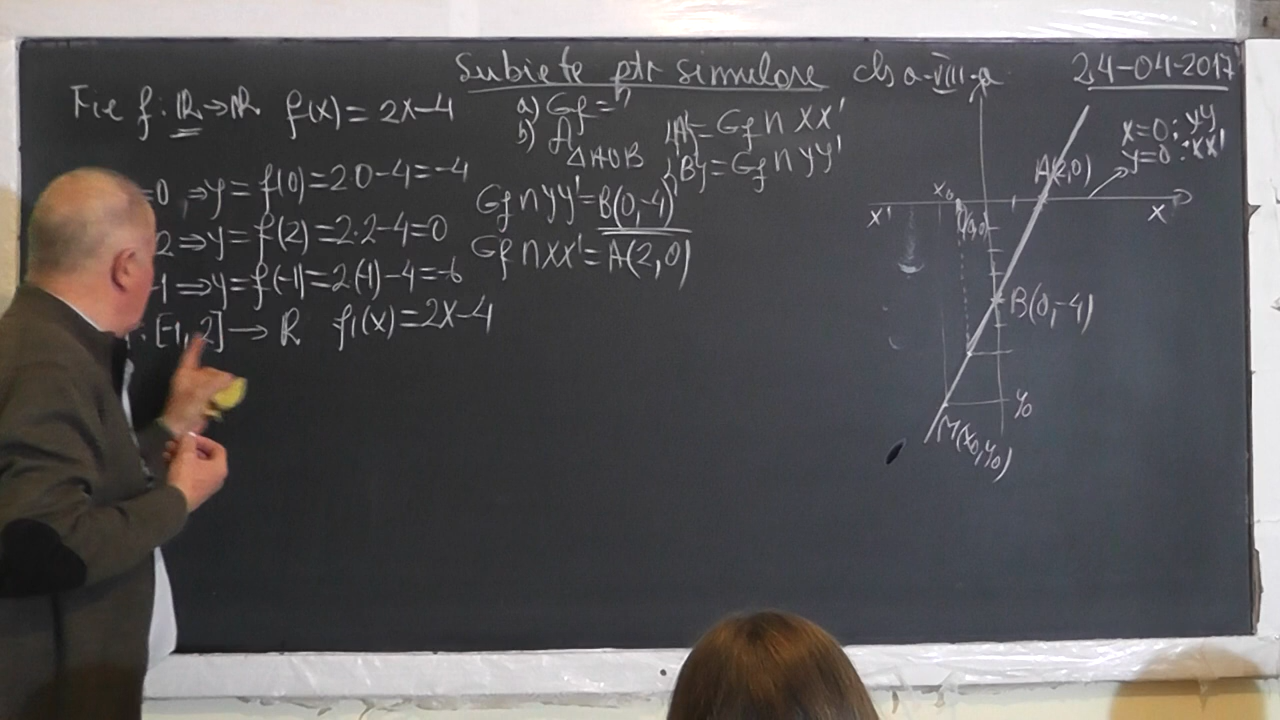 Subiete ptr simulare cls a-VIII-a
24-04-2017
Fie f: ℝ→ℝ f(x) = 2x-4
a) Gf = ?
b) A
ΔAOB
{A}=Gf∩xx'
{B}=Gf∩yy'
=0 ⇒ y = f(0)=2·0-4=-4
2 ⇒ y = f(2)=2·2-4=0
-1 ⇒ y = f(-1)=2(-1)-4=-6
: [-1,2] → ℝ f1(x)=2x-4
Gf∩yy'=B(0,-4)
Gf∩xx'=A(2,0)
x=0: yy'
y=0: xx'
A(2,0)
x0
x'
x
B(0,-4)
y0
M(x0,y0)